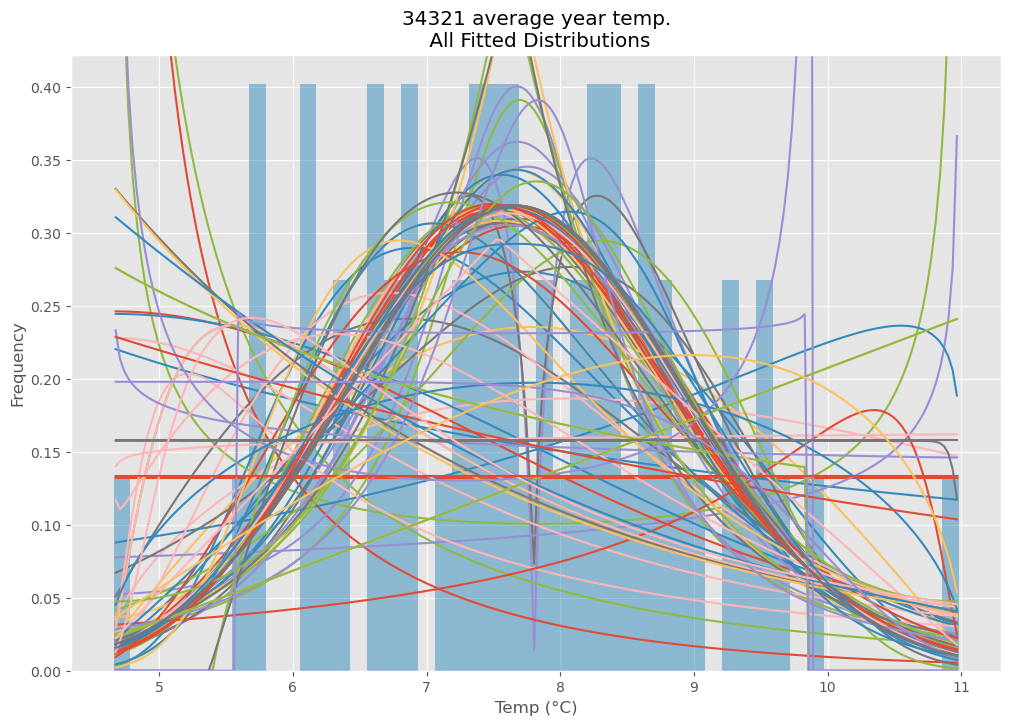 34321 average year temp.
All Fitted Distributions
Frequency
0.40
0.35
0.30
0.25
0.20
0.15
0.10
0.05
0.00
5 6 7 8 9 10 11
Temp (°C)